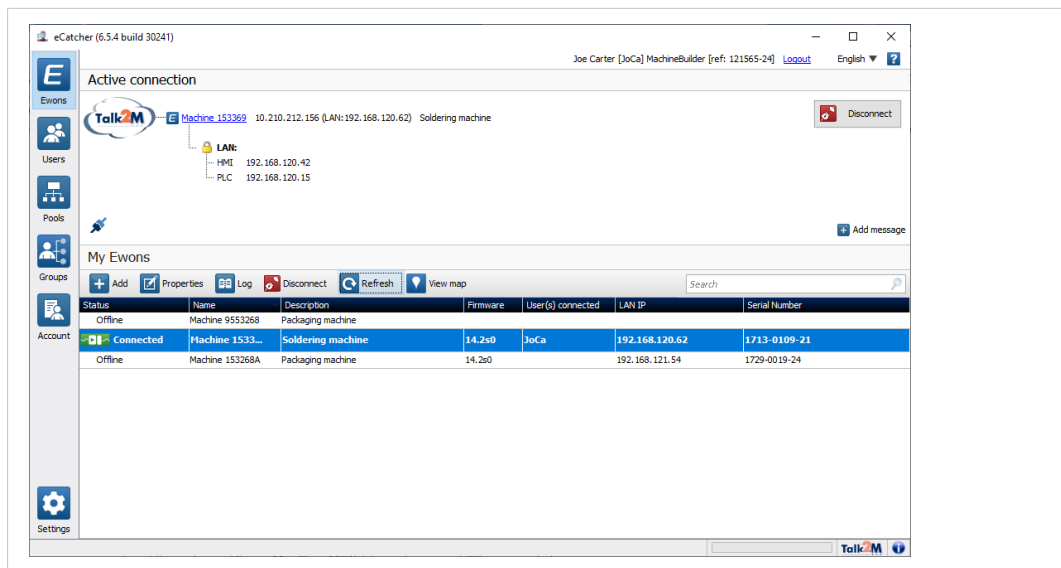 eCatcher (6.5.4 build 30241)
Joe Carter [JoCa] MachineBuilder [ref: 121565-24] Logout English ▼ ?
Ewons
Users
Pools
Groups
Account
Settings
Active connection
Talk2M Machine 153369 10.210.212.156 (LAN:192.168.120.62) Soldering machine
Disconnect
LAN:
HMI 192.168.120.42
PLC 192.168.120.15
Add message
My Ewons
Add Properties Log Disconnect Refresh View map Search
Status Name Description Firmware User(s) connected LAN IP Serial Number
Offline Machine 9553268 Packaging machine
Connected Machine 1533... Soldering machine 14.2s0 JoCa 192.168.120.62 1713-0109-21
Offline Machine 153268A Packaging machine 14.2s0 192.168.121.54 1729-0019-24
Talk2M